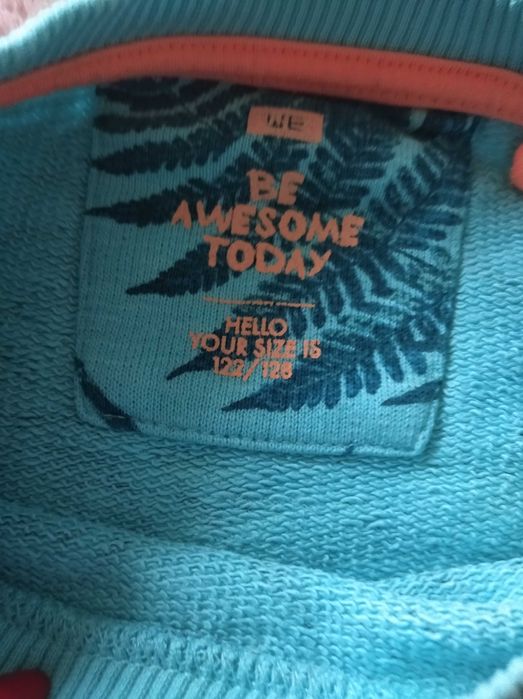 WE
BE
AWESOME
TODAY
HELLO
YOUR SIZE IS
122/128